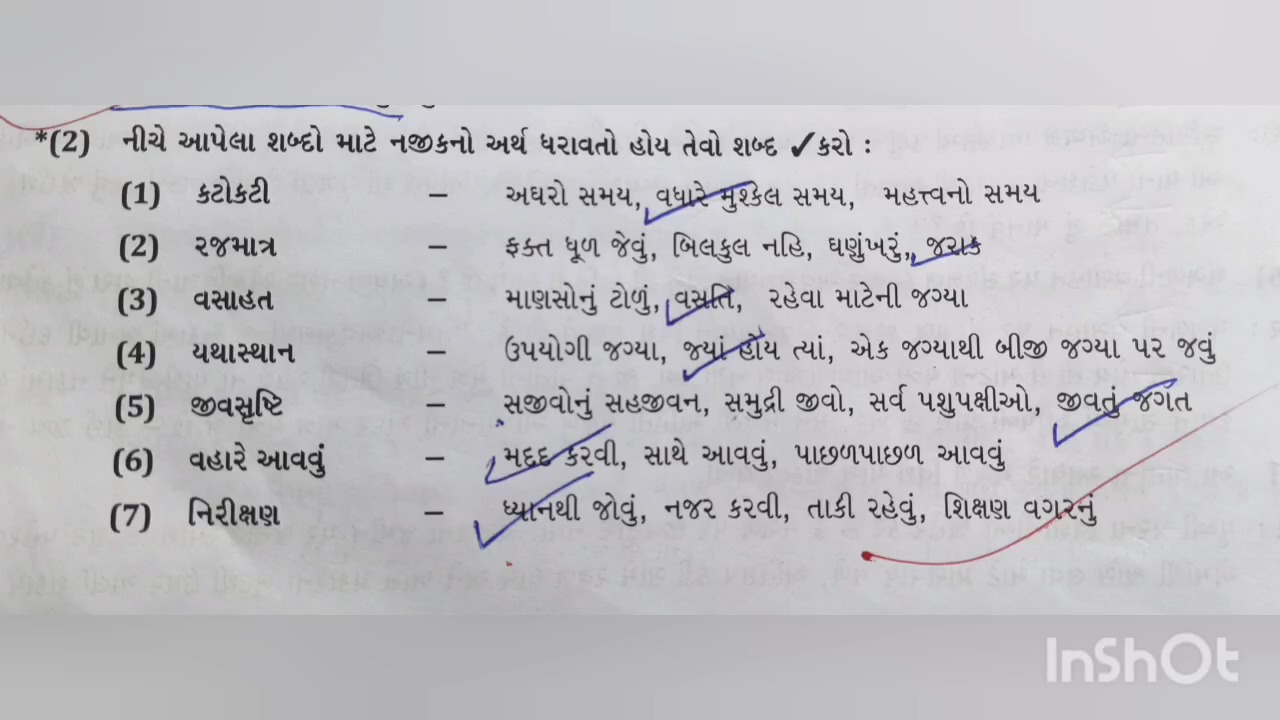 *(2) નીચે આપેલા શબ્દો માટે નજીકનો અર્થ ધરાવતો હોય તેવો શબ્દ ✓ કરો :
(1) કટોકટી – અઘરો સમય, વધારે મુશ્કેલ સમય, મહત્ત્વનો સમય
(2) રજમાત્ર – ફક્ત ધૂળ જેવું, બિલકુલ નહિ, ઘણુંખરું, જરાક
(3) વસાહત – માણસોનું ટોળું, વસતિ, રહેવા માટેની જગ્યા
(4) યથાસ્થાન – ઉપયોગી જગ્યા, જ્યાં હોય ત્યાં, એક જગ્યાથી બીજી જગ્યા પર જવું
(5) જીવસૃષ્ટિ – સજીવોનું સહજીવન, સમુદ્રી જીવો, સર્વ પશુપક્ષીઓ, જીવતું જગત
(6) વહારે આવવું – મદદ કરવી, સાથે આવવું, પાછળપાછળ આવવું
(7) નિરીક્ષણ – ધ્યાનથી જોવું, નજર કરવી, તાકી રહેવું, શિક્ષણ વગરનું
InShOt